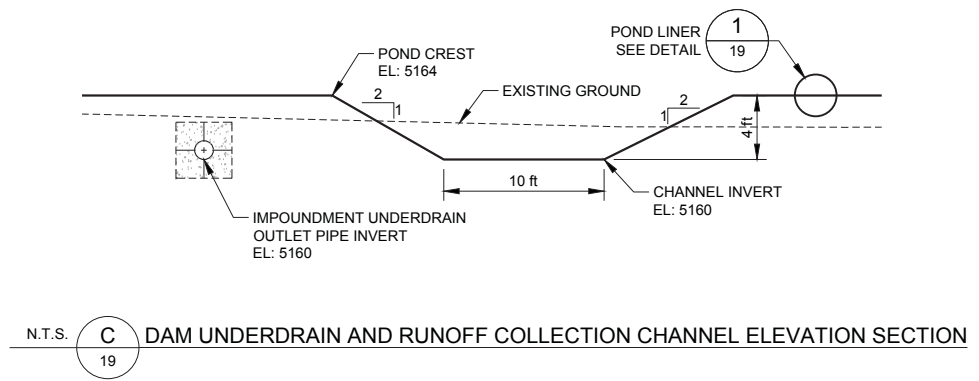 POND CREST
EL: 5164
2
1
EXISTING GROUND
1
2
POND LINER
SEE DETAIL
1
19
4 ft
10 ft
IMPOUNDMENT UNDERDRAIN
OUTLET PIPE INVERT
EL: 5160
CHANNEL INVERT
EL: 5160
N.T.S.
C
19
DAM UNDERDRAIN AND RUNOFF COLLECTION CHANNEL ELEVATION SECTION